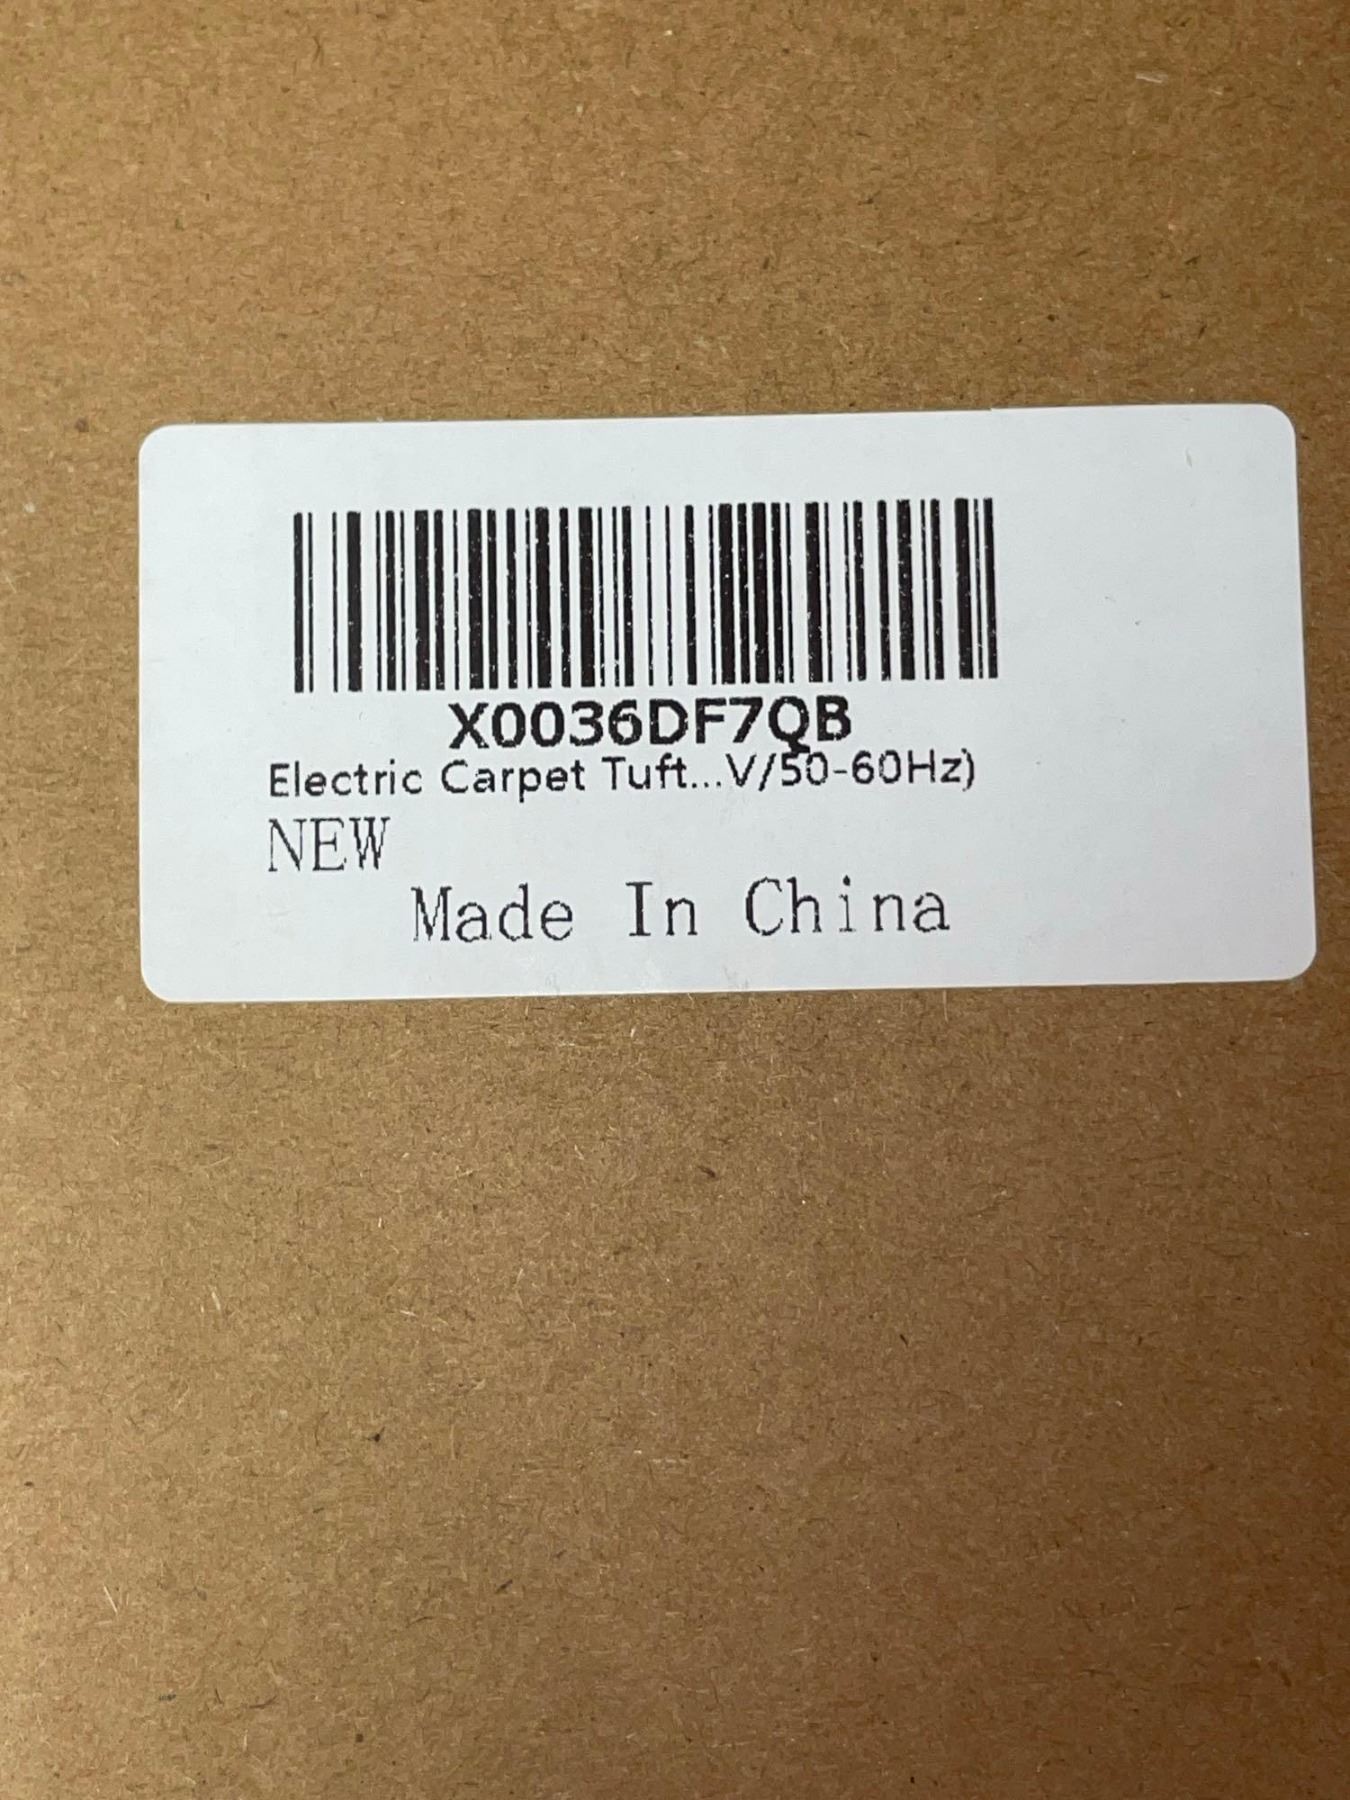 X0036DF7QB
Electric Carpet Tuft...V/50-60Hz)
NEW
Made In China